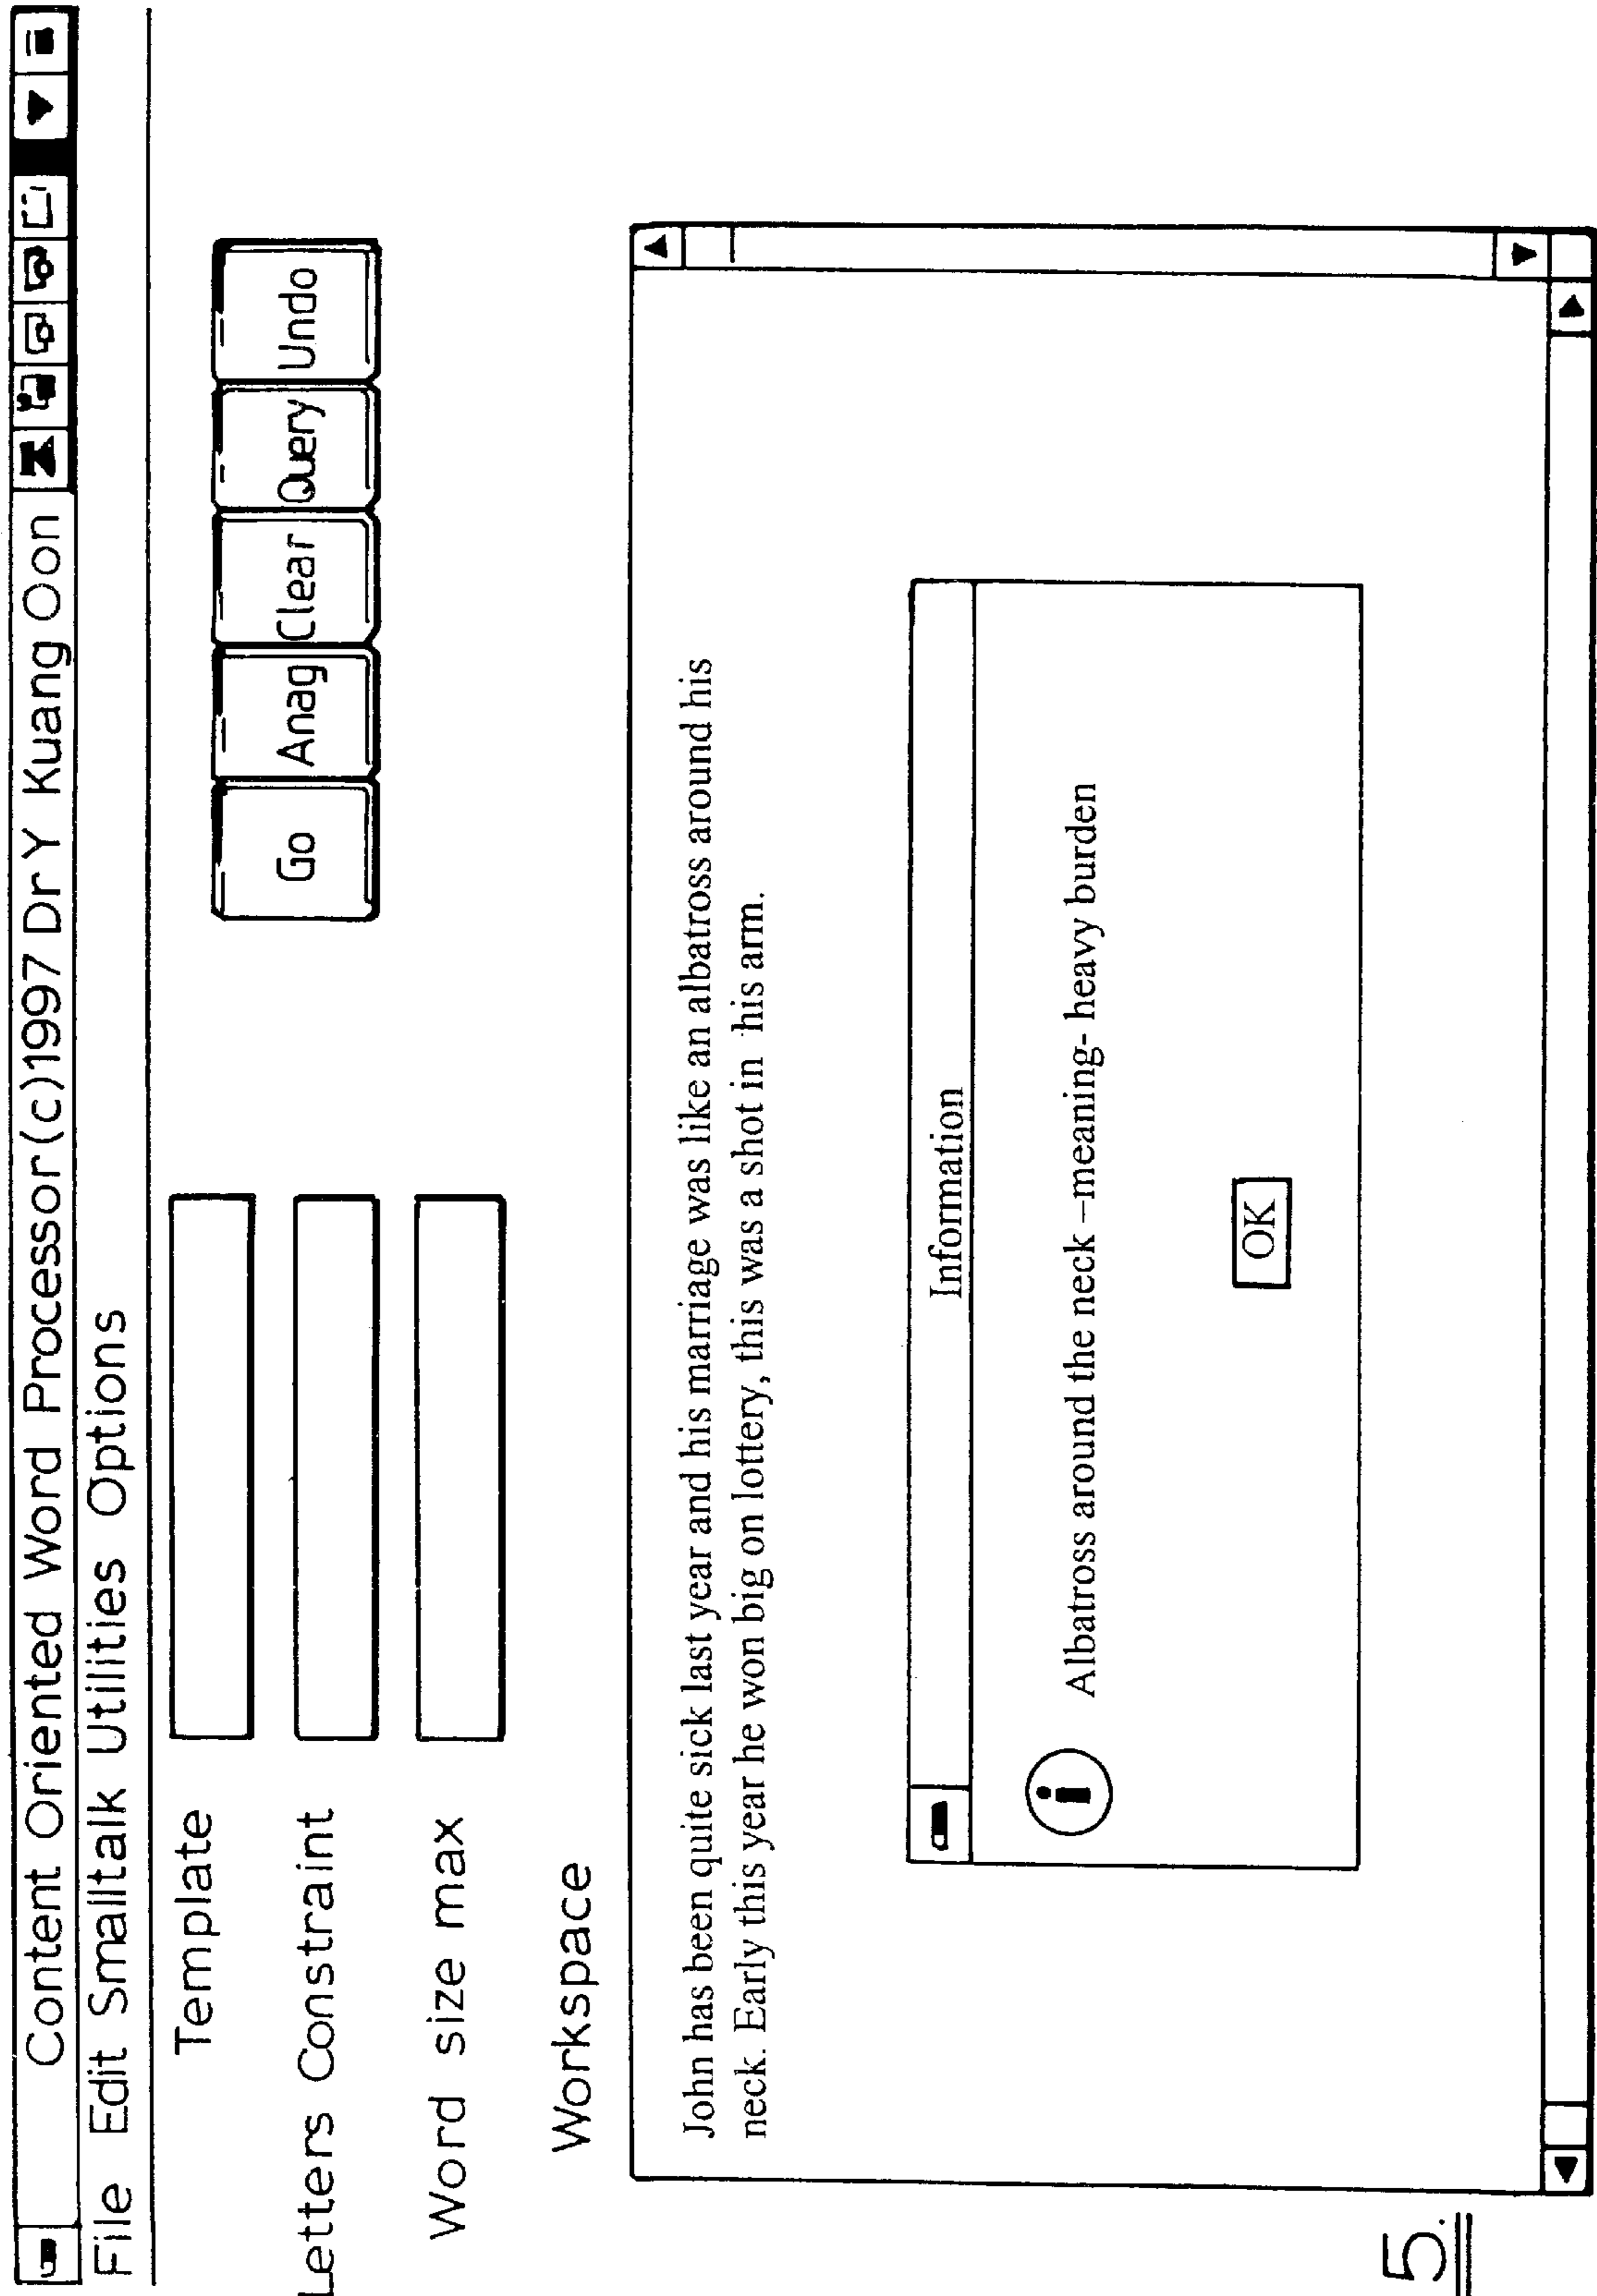 Content Oriented Word Processor (c)1997 Dr Y Kuang Oon
File Edit Smalltalk Utilities Options
Template
Letters Constraint
Word size max
Go Anag Clear Query Undo
Workspace
John has been quite sick last year and his marriage was like an albatross around his
neck. Early this year he won big on lottery, this was a shot in his arm.
Information
i
Albatross around the neck –meaning- heavy burden
OK
5.